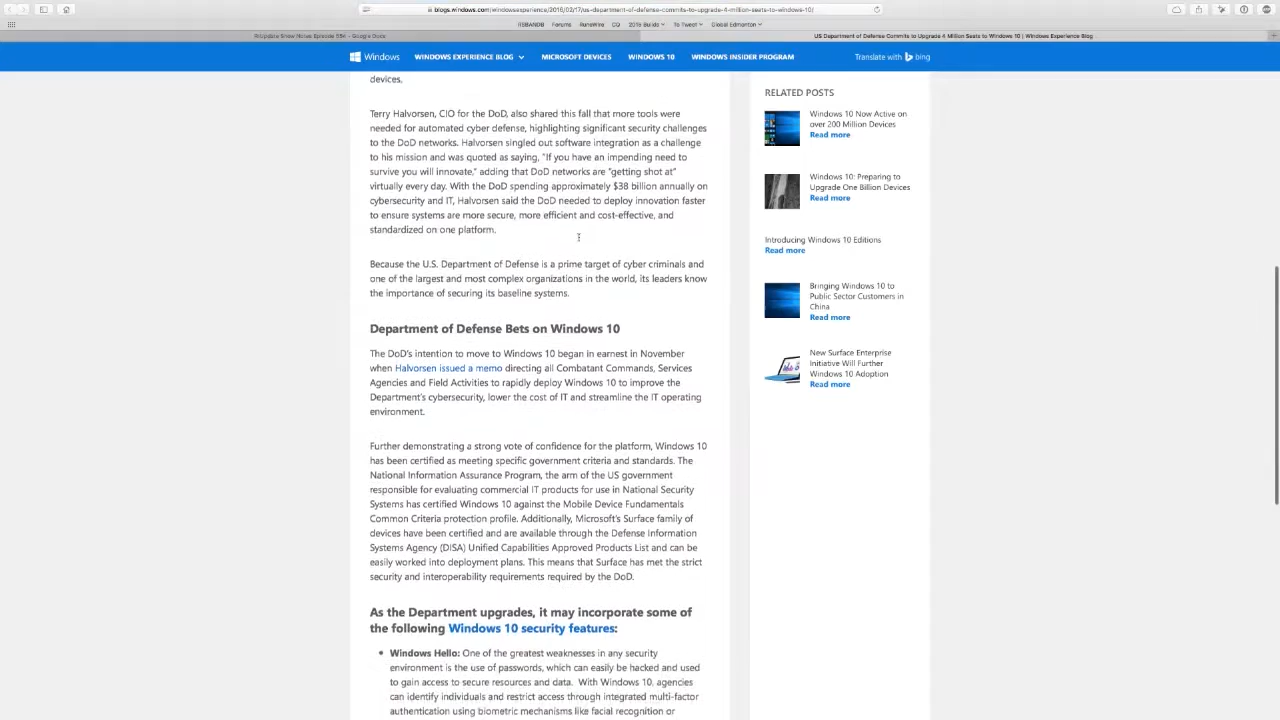 blogs.windows.com/windowsexperience/2016/02/17/us-department-of-defense-commits-to-upgrade-4-million-seats-to-windows-10/
ITSBANDB Forums RunsWire CQ 2016 Builds To Tweet Global Edmonton
Show Notes Episode - Google Docs
US Department of Defense Commits to Upgrade 4 Million Seats to Windows 10 | Windows Experience Blog
Windows WINDOWS EXPERIENCE BLOG MICROSOFT DEVICES WINDOWS 10 WINDOWS INSIDER PROGRAM Translate with bing
devices.
Terry Halvorsen, CIO for the DoD, also shared this fall that more tools were
needed for automated cyber defense, highlighting significant security challenges
to the DoD networks. Halvorsen singled out software integration as a challenge
to his mission and was quoted as saying, "If you have an impending need to
survive you will innovate," adding that DoD networks are "getting shot at"
virtually every day. With the DoD spending approximately $38 billion annually on
cybersecurity and IT, Halvorsen said the DoD needed to deploy innovation faster
to ensure systems are more secure, more efficient and cost-effective, and
standardized on one platform.
Because the U.S. Department of Defense is a prime target of cyber criminals and
one of the largest and most complex organizations in the world, its leaders know
the importance of securing its baseline systems.
Department of Defense Bets on Windows 10
The DoD's intention to move to Windows 10 began in earnest in November
when Halvorsen issued a memo directing all Combatant Commands, Services
Agencies and Field Activities to rapidly deploy Windows 10 to improve the
Department's cybersecurity, lower the cost of IT and streamline the IT operating
environment.
Further demonstrating a strong vote of confidence for the platform, Windows 10
has been certified as meeting specific government criteria and standards. The
National Information Assurance Program, the arm of the US government
responsible for evaluating commercial IT products for use in National Security
Systems has certified Windows 10 against the Mobile Device Fundamentals
Common Criteria protection profile. Additionally, Microsoft's Surface family of
devices have been certified and are available through the Defense Information
Systems Agency (DISA) Unified Capabilities Approved Products List and can be
easily worked into deployment plans. This means that Surface has met the strict
security and interoperability requirements required by the DoD.
As the Department upgrades, it may incorporate some of
the following Windows 10 security features:
• Windows Hello: One of the greatest weaknesses in any security
environment is the use of passwords, which can easily be hacked and used
to gain access to secure resources and data. With Windows 10, agencies
can identify individuals and restrict access through integrated multi-factor
authentication using biometric mechanisms like facial recognition or
RELATED POSTS
Windows 10 Now Active on
over 200 Million Devices
Read more
Windows 10: Preparing to
Upgrade One Billion Devices
Read more
Introducing Windows 10 Editions
Read more
Bringing Windows 10 to
Public Sector Customers in
China
Read more
New Surface Enterprise
Initiative Will Further
Windows 10 Adoption
Read more